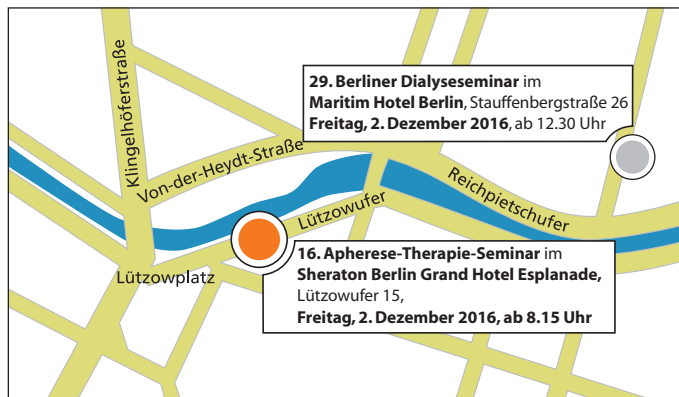 29. Berliner Dialyseseminar im
Maritim Hotel Berlin, Stauffenbergstraße 26
Freitag, 2. Dezember 2016, ab 12.30 Uhr
Klingelhöferstraße
Von-der-Heydt-Straße
Reichpietschufer
Lützowufer
Lützowplatz
16. Apherese-Therapie-Seminar im
Sheraton Berlin Grand Hotel Esplanade,
Lützowufer 15,
Freitag, 2. Dezember 2016, ab 8.15 Uhr